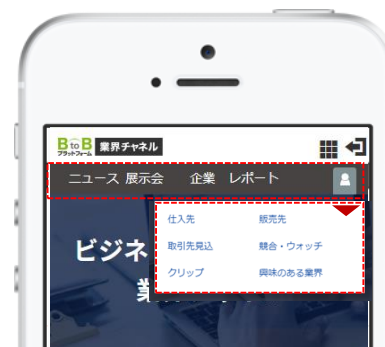 BtoB
プラットフォーム
業界チャネル
ニュース 展示会 企業 レポート
仕入先 販売先
取引先見込 競合・ウォッチ
クリップ 興味のある業界
ビジネ
業